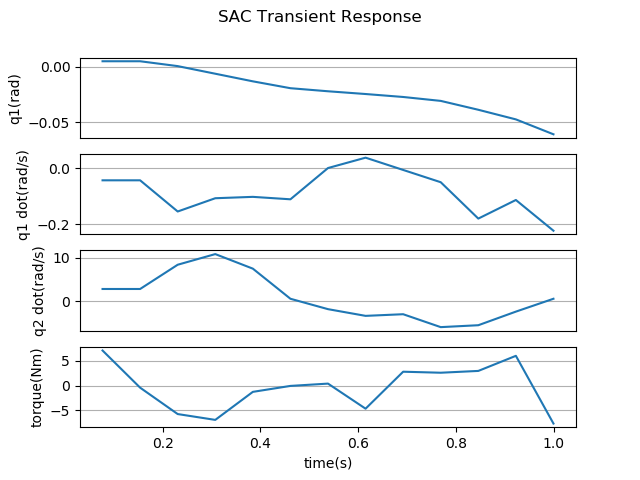 SAC Transient Response
q1(rad)
0.00
−0.05
q1 dot(rad/s)
0.0
−0.2
q2 dot(rad/s)
10
0
torque(Nm)
5
0
−5
0.2 0.4 0.6 0.8 1.0
time(s)